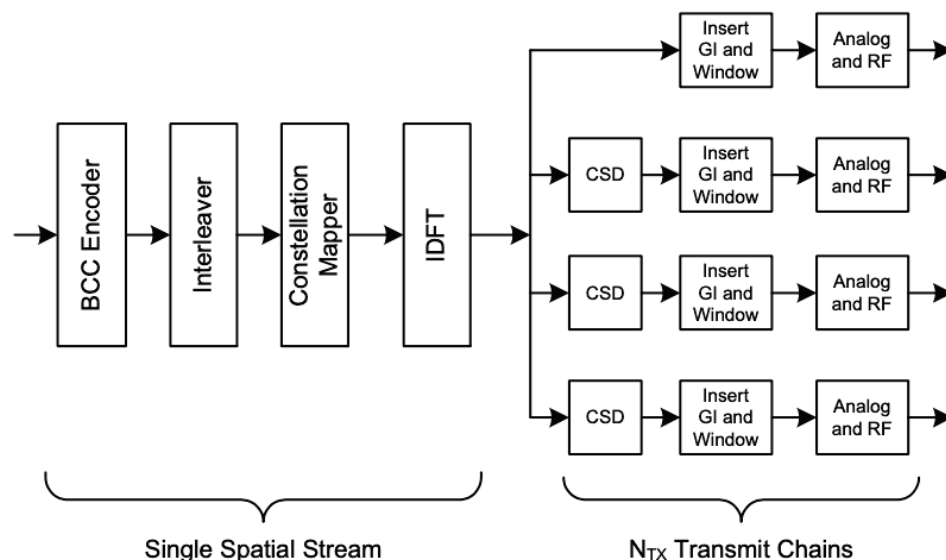 BCC Encoder
Interleaver
Constellation
Mapper
IDFT
Insert
GI and
Window
Analog
and RF
CSD
Insert
GI and
Window
Analog
and RF
CSD
Insert
GI and
Window
Analog
and RF
CSD
Insert
GI and
Window
Analog
and RF
Single Spatial Stream
NTX Transmit Chains